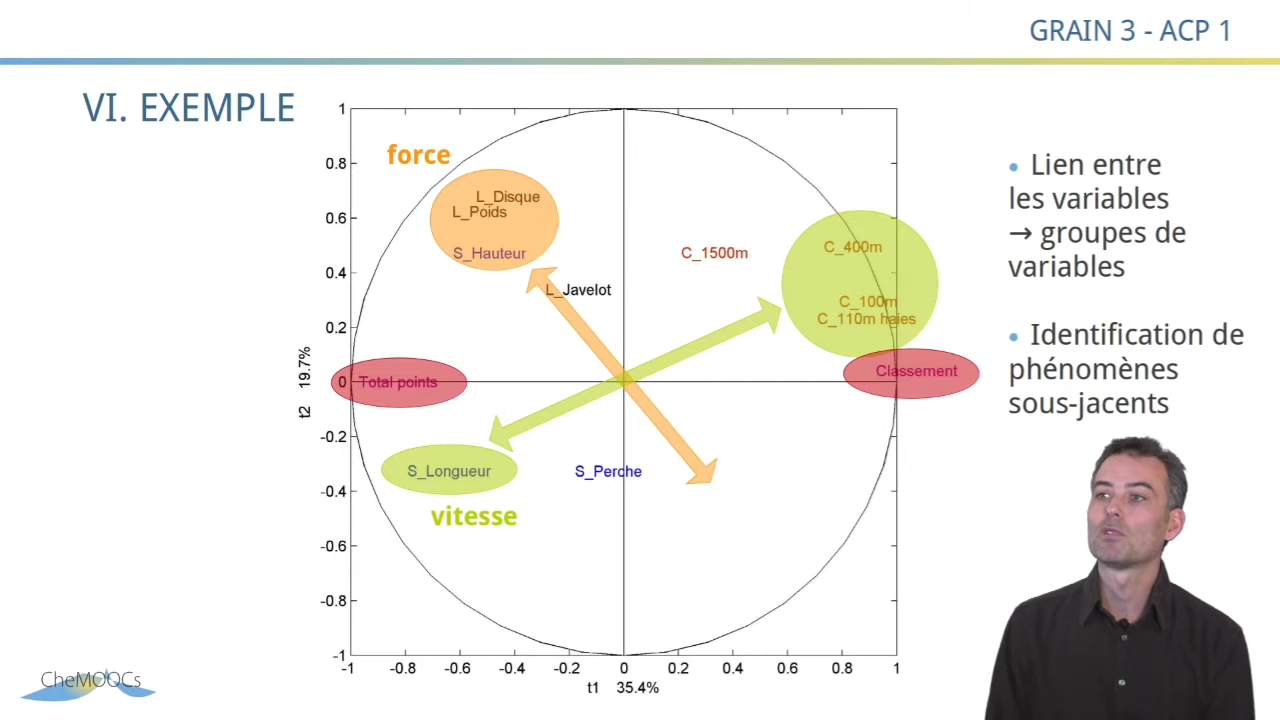 GRAIN 3 - ACP 1
VI. EXEMPLE
force
L_Disque
L_Poids
S_Hauteur
L_Javelot
C_1500m
C_400m
C_100m
C_110m haies
Total points
Classement
S_Longueur
S_Perche
vitesse
1
0.8
0.6
0.4
0.2
0
-0.2
-0.4
-0.6
-0.8
-1
t2 19.7%
-1 -0.8 -0.6 -0.4 -0.2 0 0.2 0.4 0.6 0.8 1
t1 35.4%
• Lien entre
les variables
→ groupes de
variables
• Identification de
phénomènes
sous-jacents
CheMOOCs